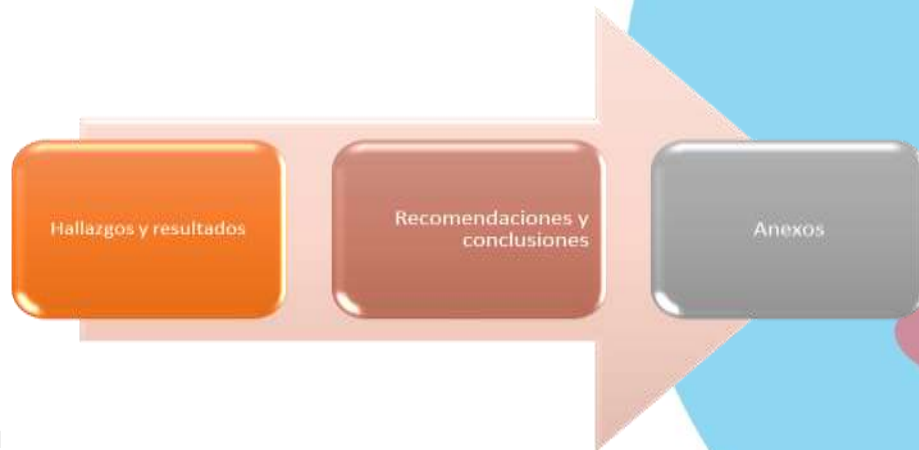 Hallazgos y resultados
Recomendaciones y
conclusiones
Anexos